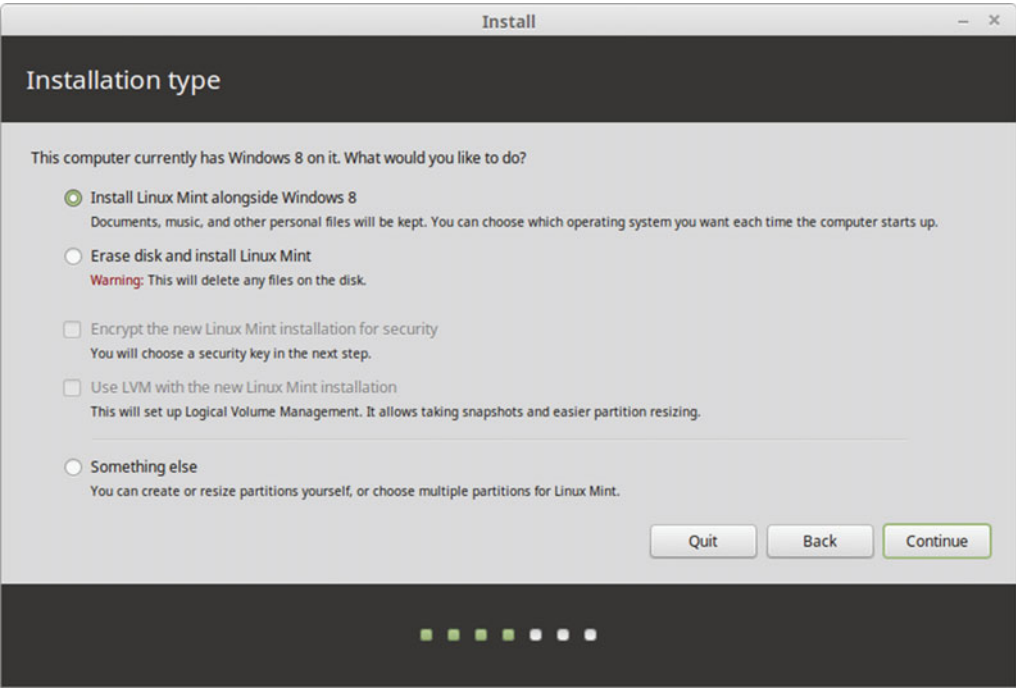 Install
Installation type
This computer currently has Windows 8 on it. What would you like to do?
Install Linux Mint alongside Windows 8
Documents, music, and other personal files will be kept. You can choose which operating system you want each time the computer starts up.
Erase disk and install Linux Mint
Warning: This will delete any files on the disk.
Encrypt the new Linux Mint installation for security
You will choose a security key in the next step.
Use LVM with the new Linux Mint installation
This will set up Logical Volume Management. It allows taking snapshots and easier partition resizing.
Something else
You can create or resize partitions yourself, or choose multiple partitions for Linux Mint.
Quit Back Continue